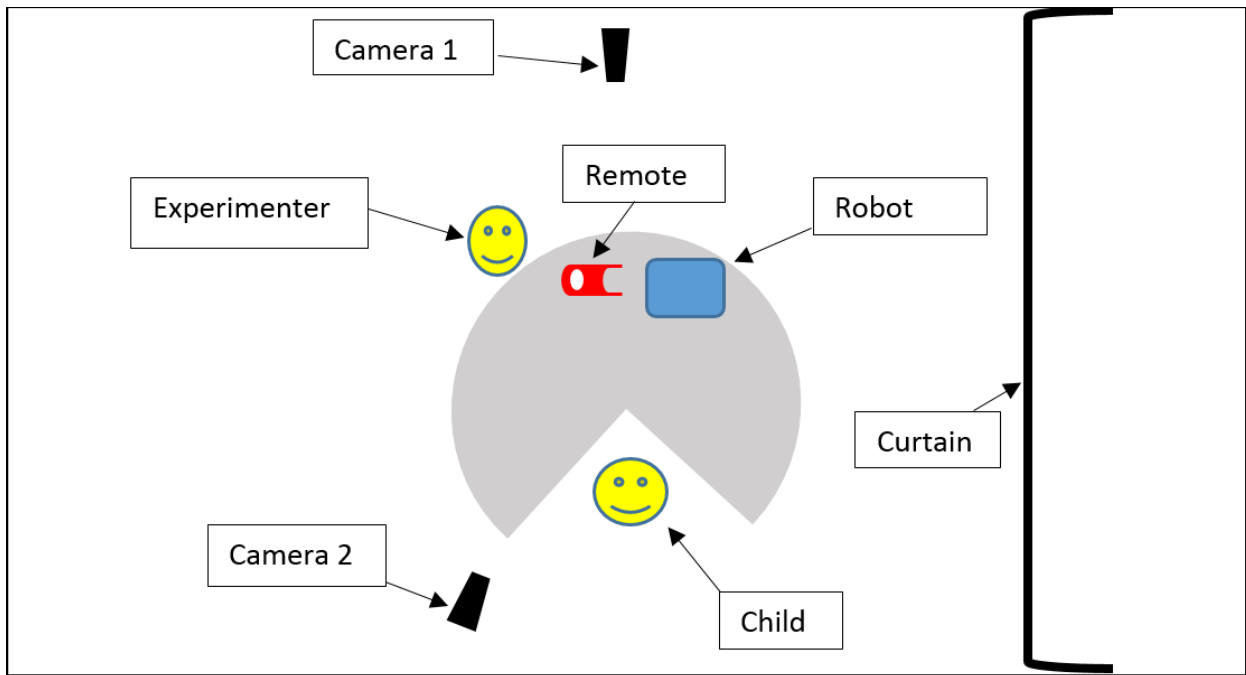 Camera 1
Remote
Experimenter
Robot
Curtain
Camera 2
Child